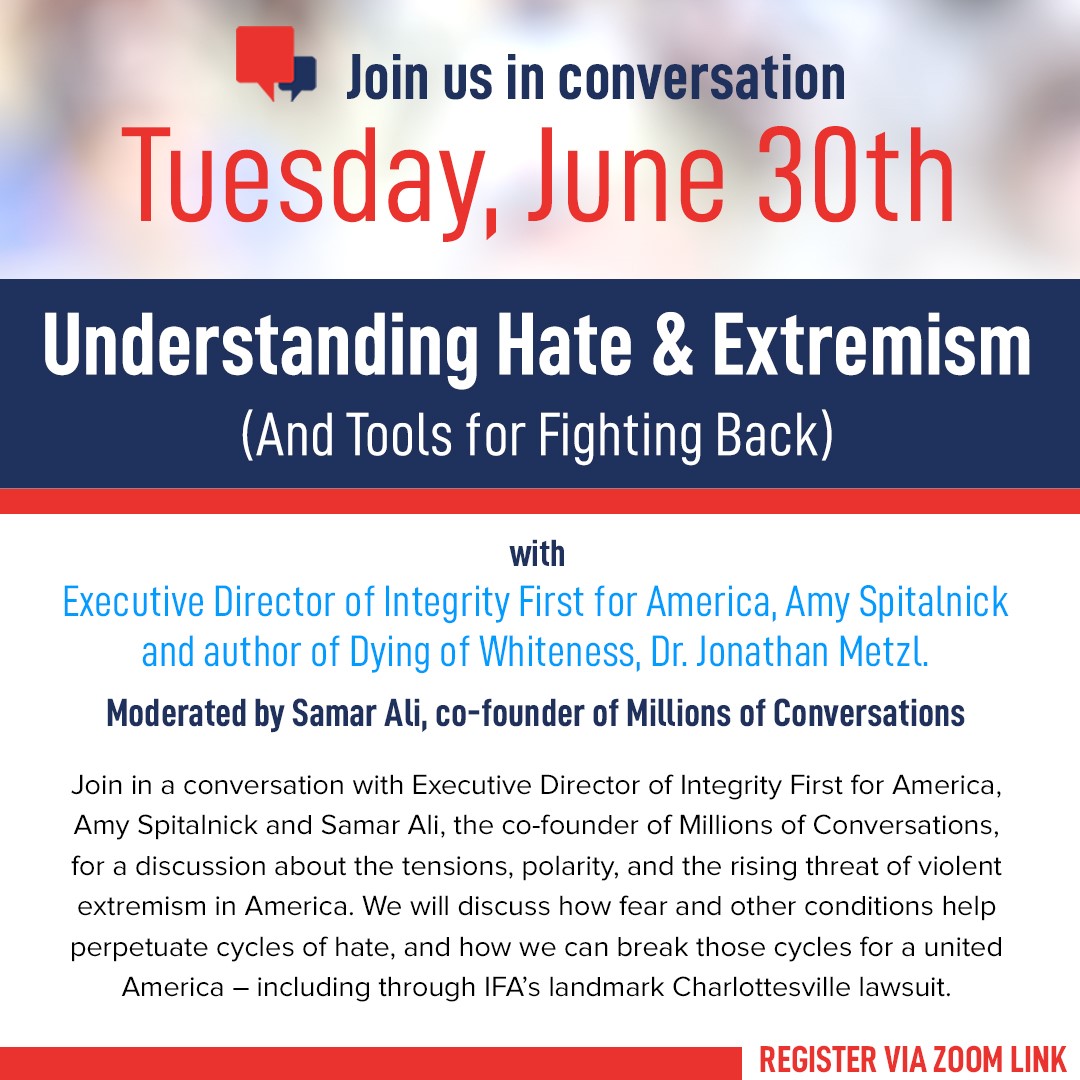 Join us in conversation
Tuesday, June 30th
Understanding Hate & Extremism
(And Tools for Fighting Back)
with
Executive Director of Integrity First for America, Amy Spitalnick
and author of Dying of Whiteness, Dr. Jonathan Metzl.
Moderated by Samar Ali, co-founder of Millions of Conversations
Join in a conversation with Executive Director of Integrity First for America,
Amy Spitalnick and Samar Ali, the co-founder of Millions of Conversations,
for a discussion about the tensions, polarity, and the rising threat of violent
extremism in America. We will discuss how fear and other conditions help
perpetuate cycles of hate, and how we can break those cycles for a united
America – including through IFA’s landmark Charlottesville lawsuit.
REGISTER VIA ZOOM LINK